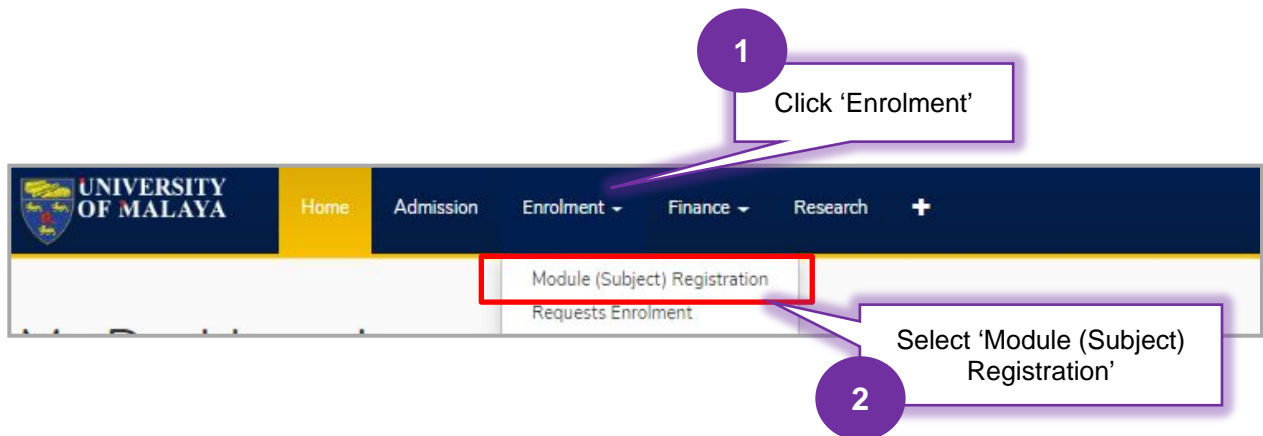 1
Click ‘Enrolment’
UNIVERSITY
OF MALAYA
Home Admission Enrolment Finance Research +
Module (Subject) Registration
Requests Enrolment
Select ‘Module (Subject)
Registration’
2